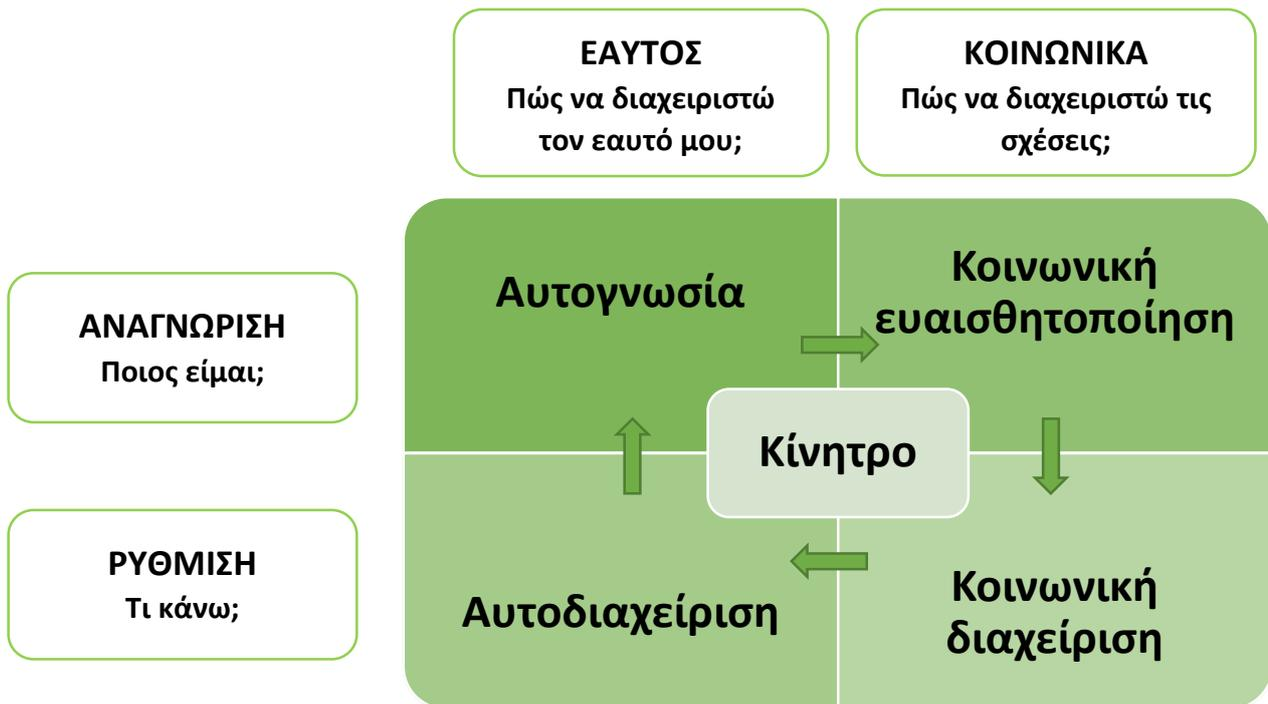 ΕΑΥΤΟΣ
Πώς να διαχειριστώ
τον εαυτό μου;
ΚΟΙΝΩΝΙΚΑ
Πώς να διαχειριστώ τις
σχέσεις;
ΑΝΑΓΝΩΡΙΣΗ
Ποιος είμαι;
Αυτογνωσία
Κοινωνική
ευαισθητοποίηση
Κίνητρο
ΡΥΘΜΙΣΗ
Τι κάνω;
Αυτοδιαχείριση
Κοινωνική
διαχείριση